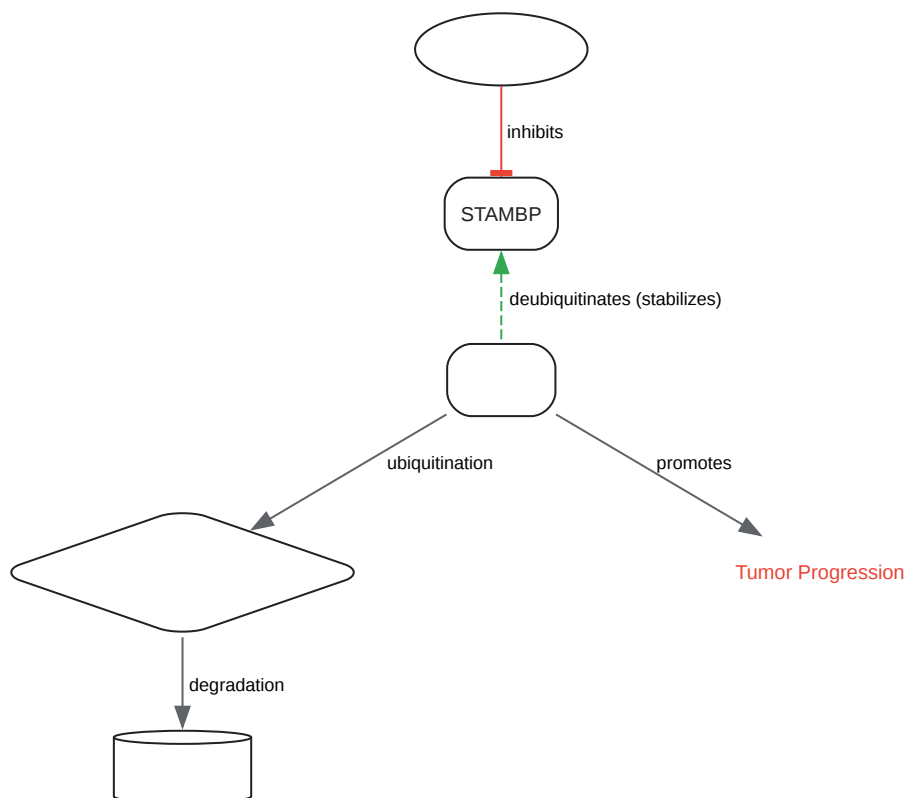 inhibits
STAMBP
deubiquitinates (stabilizes)
ubiquitination
promotes
Tumor Progression
degradation